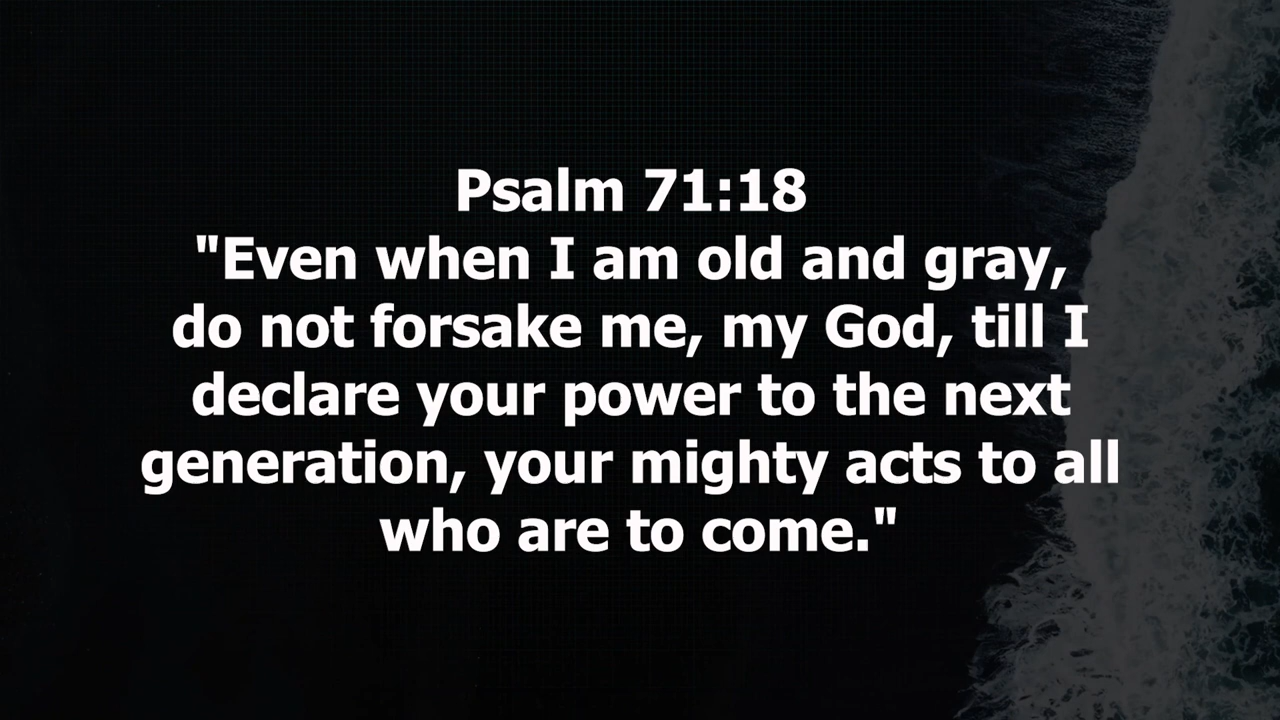 Psalm 71:18
"Even when I am old and gray,
do not forsake me, my God, till I
declare your power to the next
generation, your mighty acts to all
who are to come."